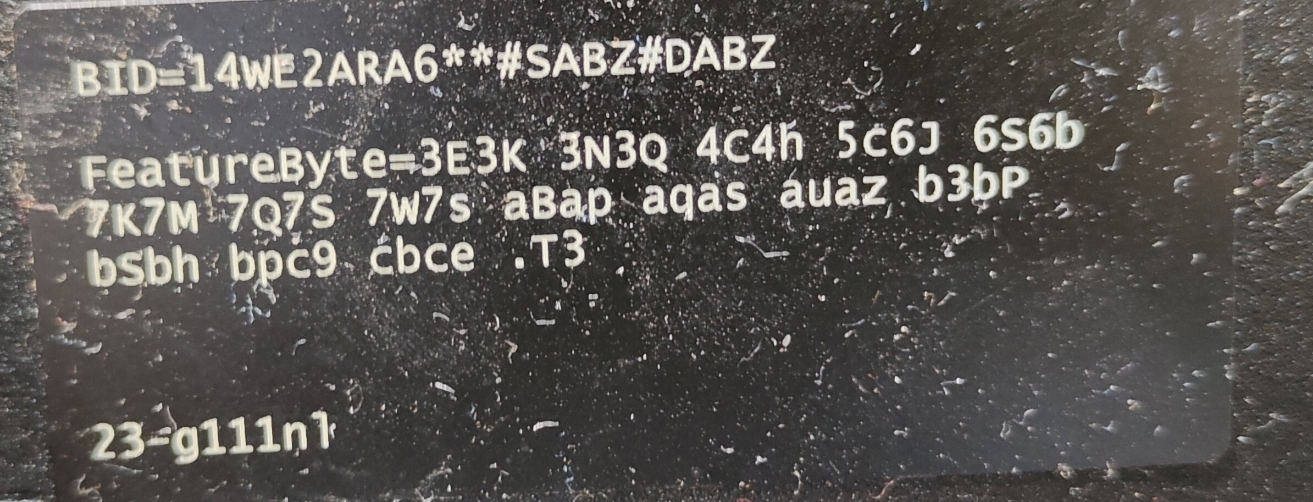 BID=14WE2ARA6**#SABZ#DABZ
FeatureByte=3E3K 3N3Q 4C4h 5c6J 6S6b
7K7M 7Q7S 7W7s aBap aqas auaz b3bP
bSbh bpc9 cbce .T3
23-g111n1